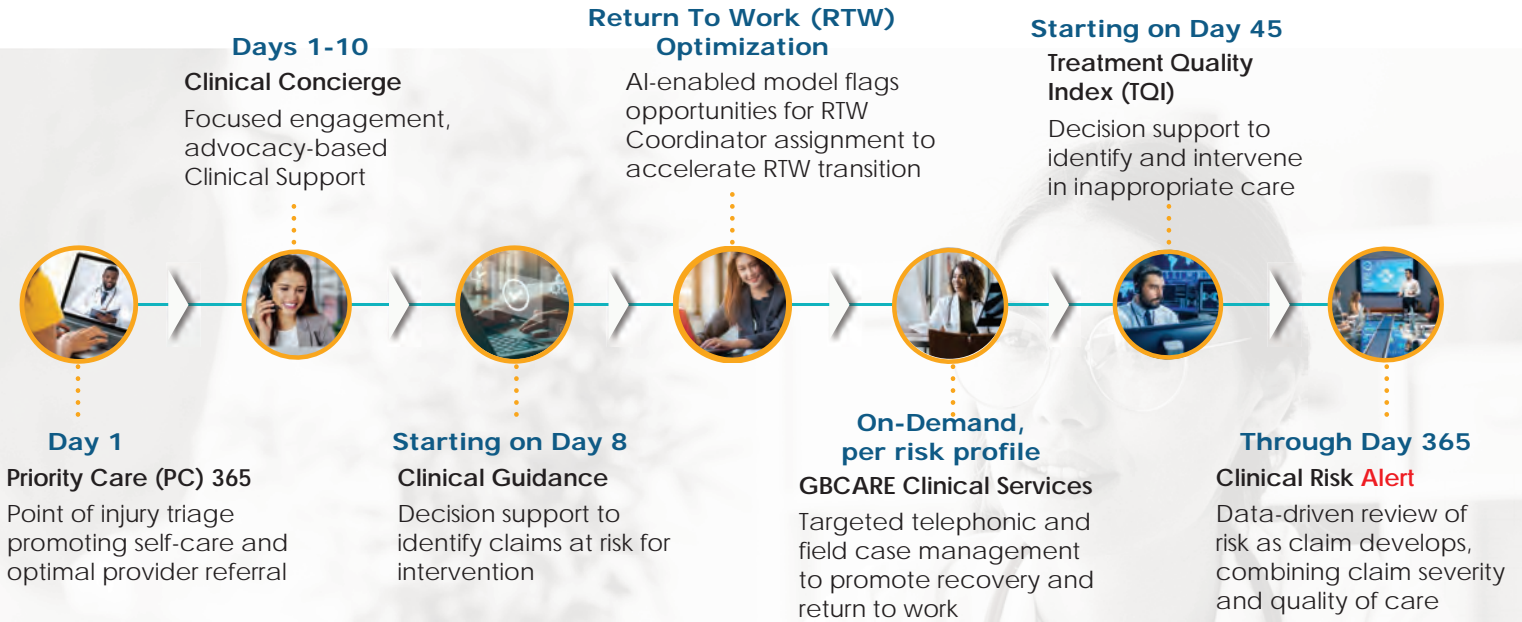 Day 1
Priority Care (PC) 365
Point of injury triage
promoting self-care and
optimal provider referral
Days 1-10
Clinical Concierge
Focused engagement,
advocacy-based
Clinical Support
Starting on Day 8
Clinical Guidance
Decision support to
identify claims at risk for
intervention
Return To Work (RTW)
Optimization
AI-enabled model flags
opportunities for RTW
Coordinator assignment to
accelerate RTW transition
On-Demand,
per risk profile
GBCARE Clinical Services
Targeted telephonic and
field case management
to promote recovery and
return to work
Starting on Day 45
Treatment Quality
Index (TQI)
Decision support to
identify and intervene
in inappropriate care
Through Day 365
Clinical Risk Alert
Data-driven review of
risk as claim develops,
combining claim severity
and quality of care